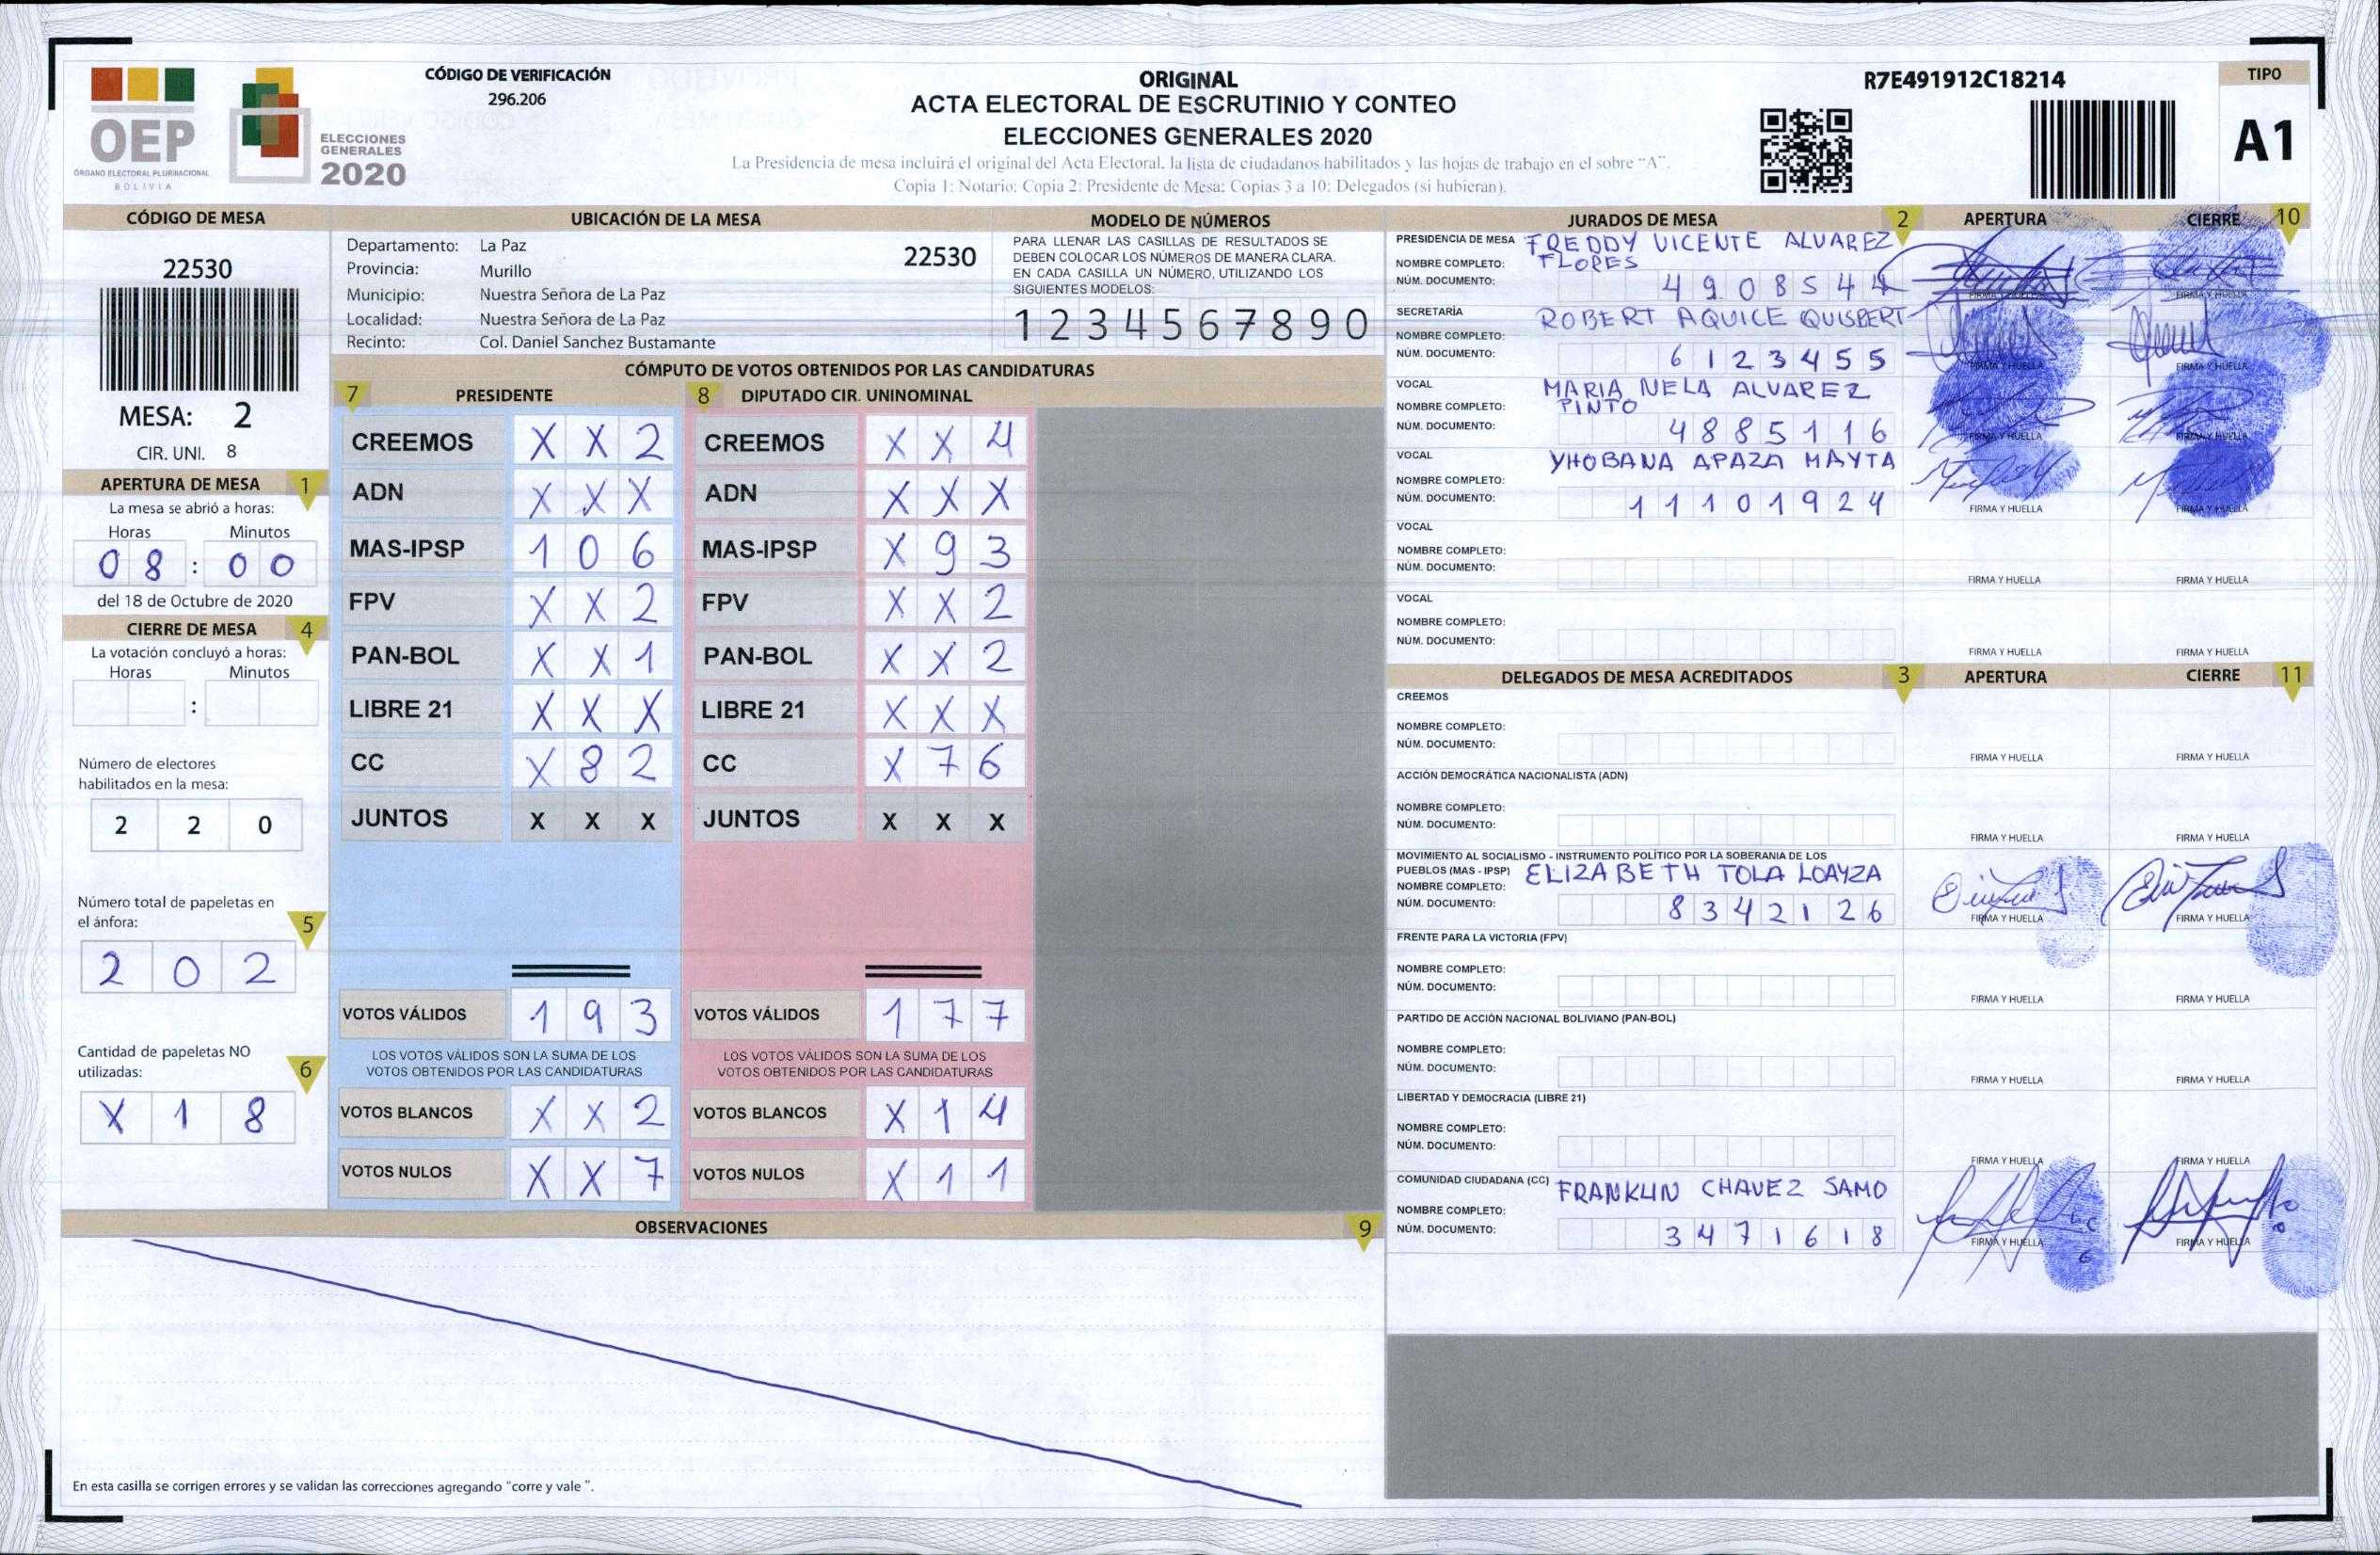 CÓDIGO DE VERIFICACIÓN
296.206
OEP
ÓRGANO ELECTORAL PLURINACIONAL
BOLIVIA
ELECCIONES
GENERALES
2020
ORIGINAL
ACTA ELECTORAL DE ESCRUTINIO Y CONTEO
ELECCIONES GENERALES 2020
La Presidencia de mesa incluirá el original del Acta Electoral, la lista de ciudadanos habilitados y las hojas de trabajo en el sobre "A".
Copia 1: Notario; Copia 2: Presidente de Mesa; Copias 3 a 10: Delegados (si hubieran).
R7E491912C18214
TIPO
A1
CÓDIGO DE MESA
22530
MESA: 2
CIR. UNI. 8
APERTURA DE MESA 1
La mesa se abrió a horas:
Horas Minutos
08 : 00
del 18 de Octubre de 2020
CIERRE DE MESA 4
La votación concluyó a horas:
Horas Minutos
:
Número de electores
habilitados en la mesa:
2 2 0
Número total de papeletas en
el ánfora: 5
2 0 2
Cantidad de papeletas NO
utilizadas: 6
X 1 8
UBICACIÓN DE LA MESA
Departamento: La Paz 22530
Provincia: Murillo
Municipio: Nuestra Señora de La Paz
Localidad: Nuestra Señora de La Paz
Recinto: Col. Daniel Sanchez Bustamante
MODELO DE NÚMEROS
PARA LLENAR LAS CASILLAS DE RESULTADOS SE
DEBEN COLOCAR LOS NÚMEROS DE MANERA CLARA.
EN CADA CASILLA UN NÚMERO, UTILIZANDO LOS
SIGUIENTES MODELOS:
1 2 3 4 5 6 7 8 9 0
CÓMPUTO DE VOTOS OBTENIDOS POR LAS CANDIDATURAS
7 PRESIDENTE 8 DIPUTADO CIR. UNINOMINAL
CREEMOS X X 2 CREEMOS X X 4
ADN X X X ADN X X X
MAS-IPSP 1 0 6 MAS-IPSP X 9 3
FPV X X 2 FPV X X 2
PAN-BOL X X 1 PAN-BOL X X 2
LIBRE 21 X X X LIBRE 21 X X X
CC X 8 2 CC X 7 6
JUNTOS X X X JUNTOS X X X
VOTOS VÁLIDOS 1 9 3 VOTOS VÁLIDOS 1 7 7
LOS VOTOS VÁLIDOS SON LA SUMA DE LOS LOS VOTOS VÁLIDOS SON LA SUMA DE LOS
VOTOS OBTENIDOS POR LAS CANDIDATURAS VOTOS OBTENIDOS POR LAS CANDIDATURAS
VOTOS BLANCOS X X 2 VOTOS BLANCOS X 1 4
VOTOS NULOS X X 7 VOTOS NULOS X 1 1
OBSERVACIONES 9
En esta casilla se corrigen errores y se validan las correcciones agregando "corre y vale".
JURADOS DE MESA 2 APERTURA CIERRE 10
PRESIDENCIA DE MESA FREDDY VICENTE ALVAREZ
NOMBRE COMPLETO: FLORES
NÚM. DOCUMENTO: 4908544 FIRMA Y HUELLA FIRMA Y HUELLA
SECRETARÍA ROBERT AQUICE QUISBERT
NOMBRE COMPLETO:
NÚM. DOCUMENTO: 6123455 FIRMA Y HUELLA FIRMA Y HUELLA
VOCAL MARIA NELA ALVAREZ
NOMBRE COMPLETO: PINTO
NÚM. DOCUMENTO: 4885116 FIRMA Y HUELLA FIRMA Y HUELLA
VOCAL YHOBANA APAZA MAYTA
NOMBRE COMPLETO:
NÚM. DOCUMENTO: 11101924 FIRMA Y HUELLA FIRMA Y HUELLA
VOCAL
NOMBRE COMPLETO:
NÚM. DOCUMENTO: FIRMA Y HUELLA FIRMA Y HUELLA
VOCAL
NOMBRE COMPLETO:
NÚM. DOCUMENTO: FIRMA Y HUELLA FIRMA Y HUELLA
DELEGADOS DE MESA ACREDITADOS 3 APERTURA CIERRE 11
CREEMOS
NOMBRE COMPLETO:
NÚM. DOCUMENTO: FIRMA Y HUELLA FIRMA Y HUELLA
ACCIÓN DEMOCRÁTICA NACIONALISTA (ADN)
NOMBRE COMPLETO:
NÚM. DOCUMENTO: FIRMA Y HUELLA FIRMA Y HUELLA
MOVIMIENTO AL SOCIALISMO - INSTRUMENTO POLÍTICO POR LA SOBERANIA DE LOS
PUEBLOS (MAS - IPSP) ELIZABETH TOLA LOAYZA
NOMBRE COMPLETO:
NÚM. DOCUMENTO: 8342126 FIRMA Y HUELLA FIRMA Y HUELLA
FRENTE PARA LA VICTORIA (FPV)
NOMBRE COMPLETO:
NÚM. DOCUMENTO: FIRMA Y HUELLA FIRMA Y HUELLA
PARTIDO DE ACCIÓN NACIONAL BOLIVIANO (PAN-BOL)
NOMBRE COMPLETO:
NÚM. DOCUMENTO: FIRMA Y HUELLA FIRMA Y HUELLA
LIBERTAD Y DEMOCRACIA (LIBRE 21)
NOMBRE COMPLETO:
NÚM. DOCUMENTO: FIRMA Y HUELLA FIRMA Y HUELLA
COMUNIDAD CIUDADANA (CC) FRANKLIN CHAVEZ SAMO
NOMBRE COMPLETO:
NÚM. DOCUMENTO: 3471618 FIRMA Y HUELLA FIRMA Y HUELLA